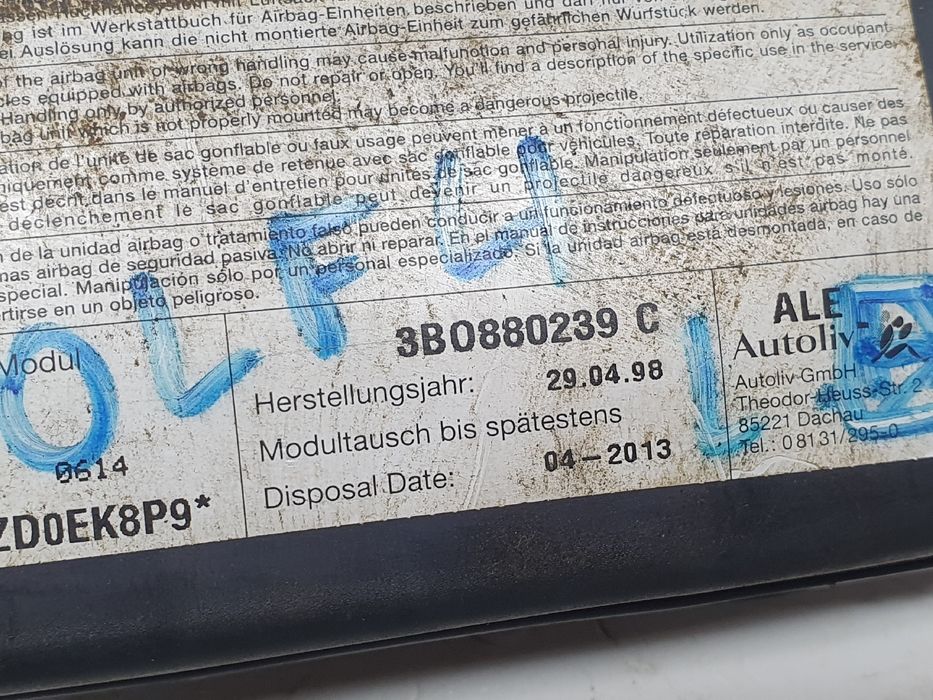 ist im Werkstattbuch für Airbag-Einheiten beschrieben und darf nur
Auslösung kann die nicht montierte Airbag-Einheit zum gefährlichen Wurfstück werden.
of the airbag unit or wrong handling may cause malfunction and personal injury. Utilization only as occupant
equipped with airbags. Do not repair or open. You'll find a description of the specific use in the service
Handling only by authorized personnel.
unit which is not properly mounted may become a dangerous projectile.
de l'unité de sac gonflable ou faux usage peuvent mener à un fonctionnement défectueux ou causer des
comme système de retenue avec sac gonflable pour véhicules. Toute réparation interdite. Ne pas
est décrit dans le manuel d'entretien pour unités de sac gonflable. Manipulation seulement par un personnel
déclenchement le sac gonflable peut devenir un projectile dangereux s'il n'est pas monté.
de la unidad airbag o tratamiento falso pueden conducir a un funcionamiento defectuoso y lesiones. Uso sólo
airbag de seguridad pasiva. No abrir ni reparar. En el manual de instrucciones para unidades airbag hay una
special. Manipulación sólo por un personal especializado. Si la unidad airbag está desmontada, en caso de
en un objeto peligroso.
OLF 4
Modul
0614
ZD0EK8P9*
3B0880239 C
Herstellungsjahr: 29.04.98
Modultausch bis spätestens
Disposal Date: 04-2013
ALE
Autoliv
Autoliv GmbH
Theodor-Heuss-Str. 2
85221 Dachau
Tel.: 08131/295-0